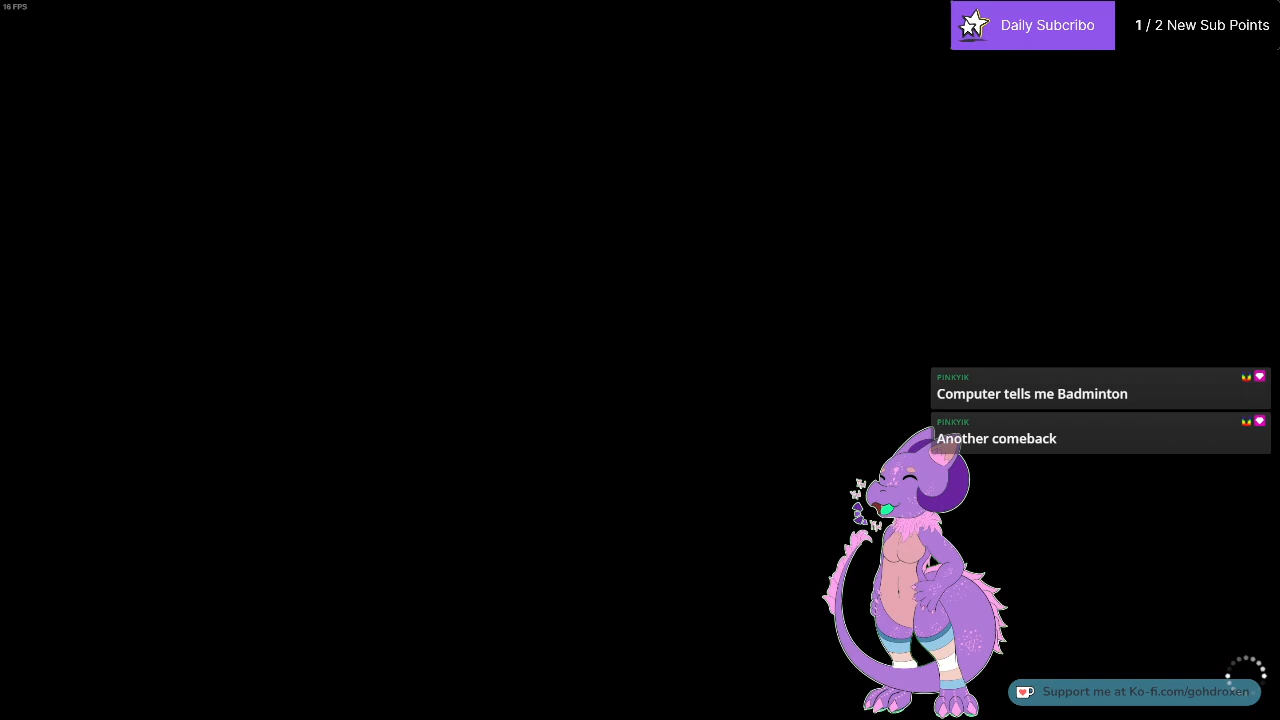 16 FPS
Daily Subcribo
1 / 2 New Sub Points
PINKYIK
Computer tells me Badminton
PINKYIK
Another comeback
Support me at Ko-fi.com/gohdroxen